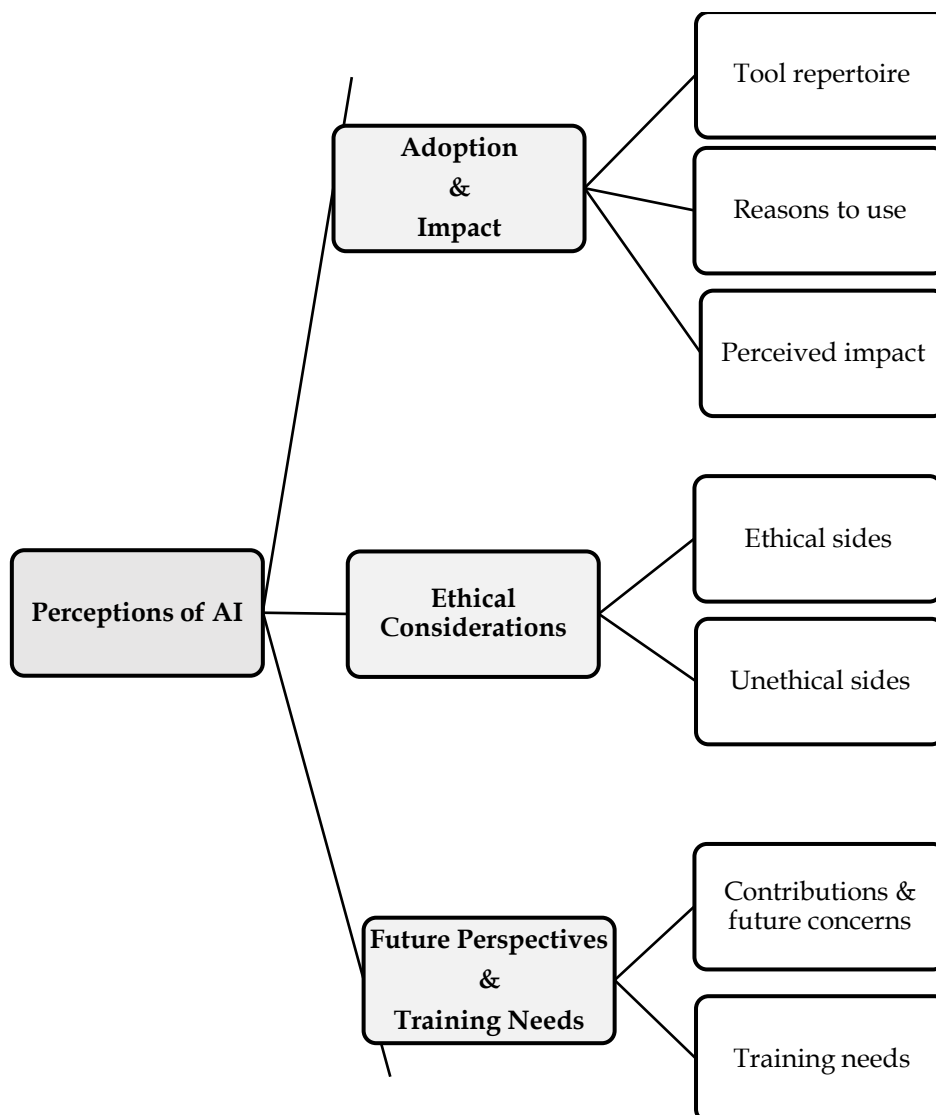 Perceptions of AI
Adoption
&
Impact
Tool repertoire
Reasons to use
Perceived impact
Ethical
Considerations
Ethical sides
Unethical sides
Future Perspectives
&
Training Needs
Contributions &
future concerns
Training needs